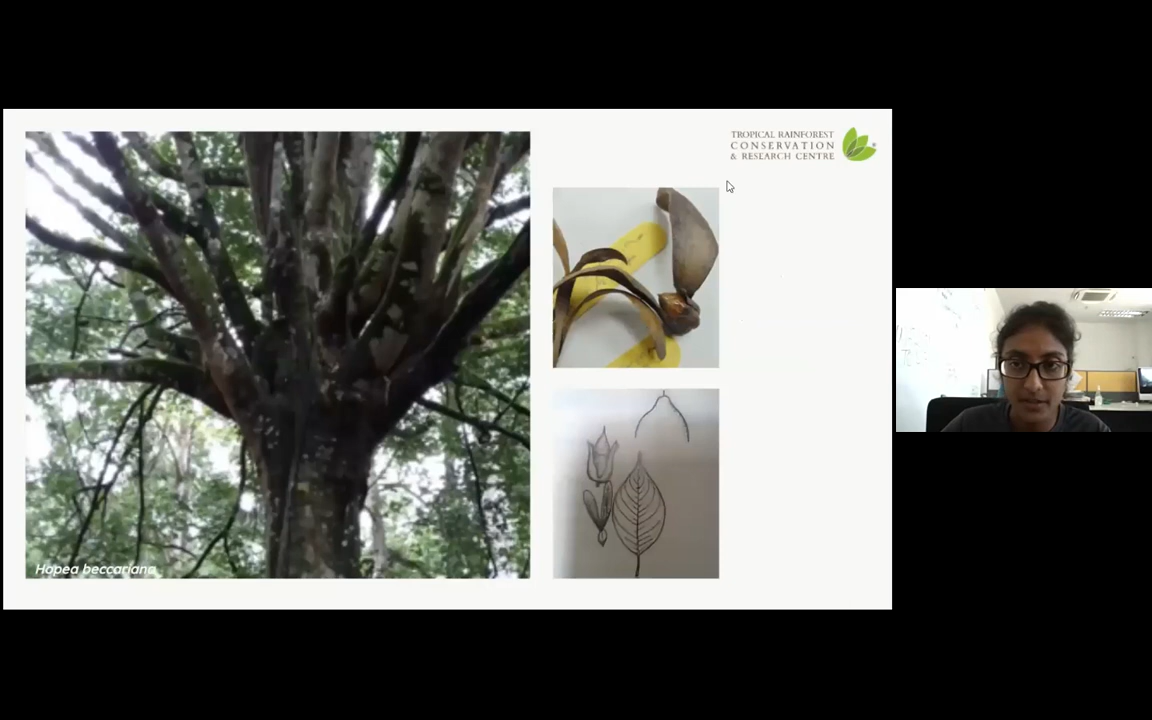 TROPICAL RAINFOREST
CONSERVATION
& RESEARCH CENTRE
Hopea beccariana